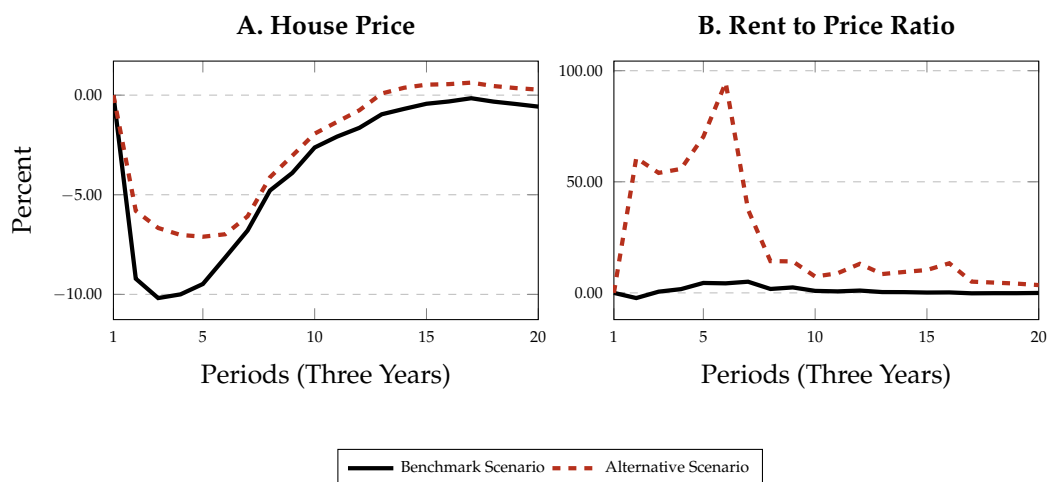 A. House Price
B. Rent to Price Ratio
Percent
0.00
−5.00
−10.00
1 5 10 15 20
Periods (Three Years)
100.00
50.00
0.00
1 5 10 15 20
Periods (Three Years)
Benchmark Scenario Alternative Scenario